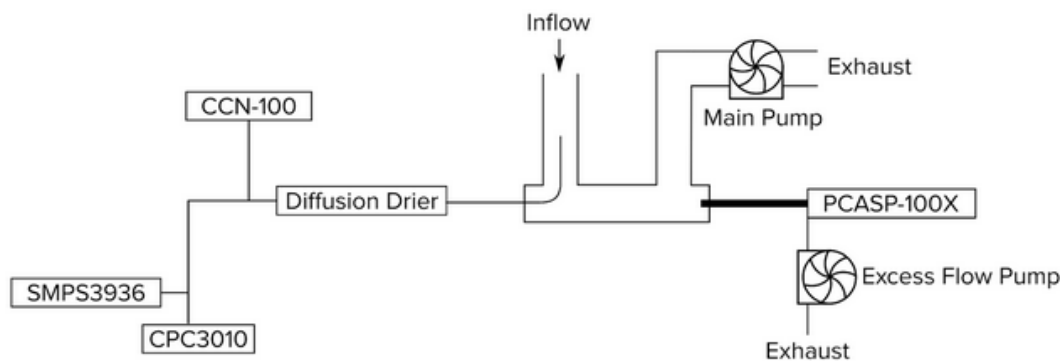 Inflow
Exhaust
Main Pump
CCN-100
Diffusion Drier
PCASP-100X
SMPS3936
Excess Flow Pump
CPC3010
Exhaust